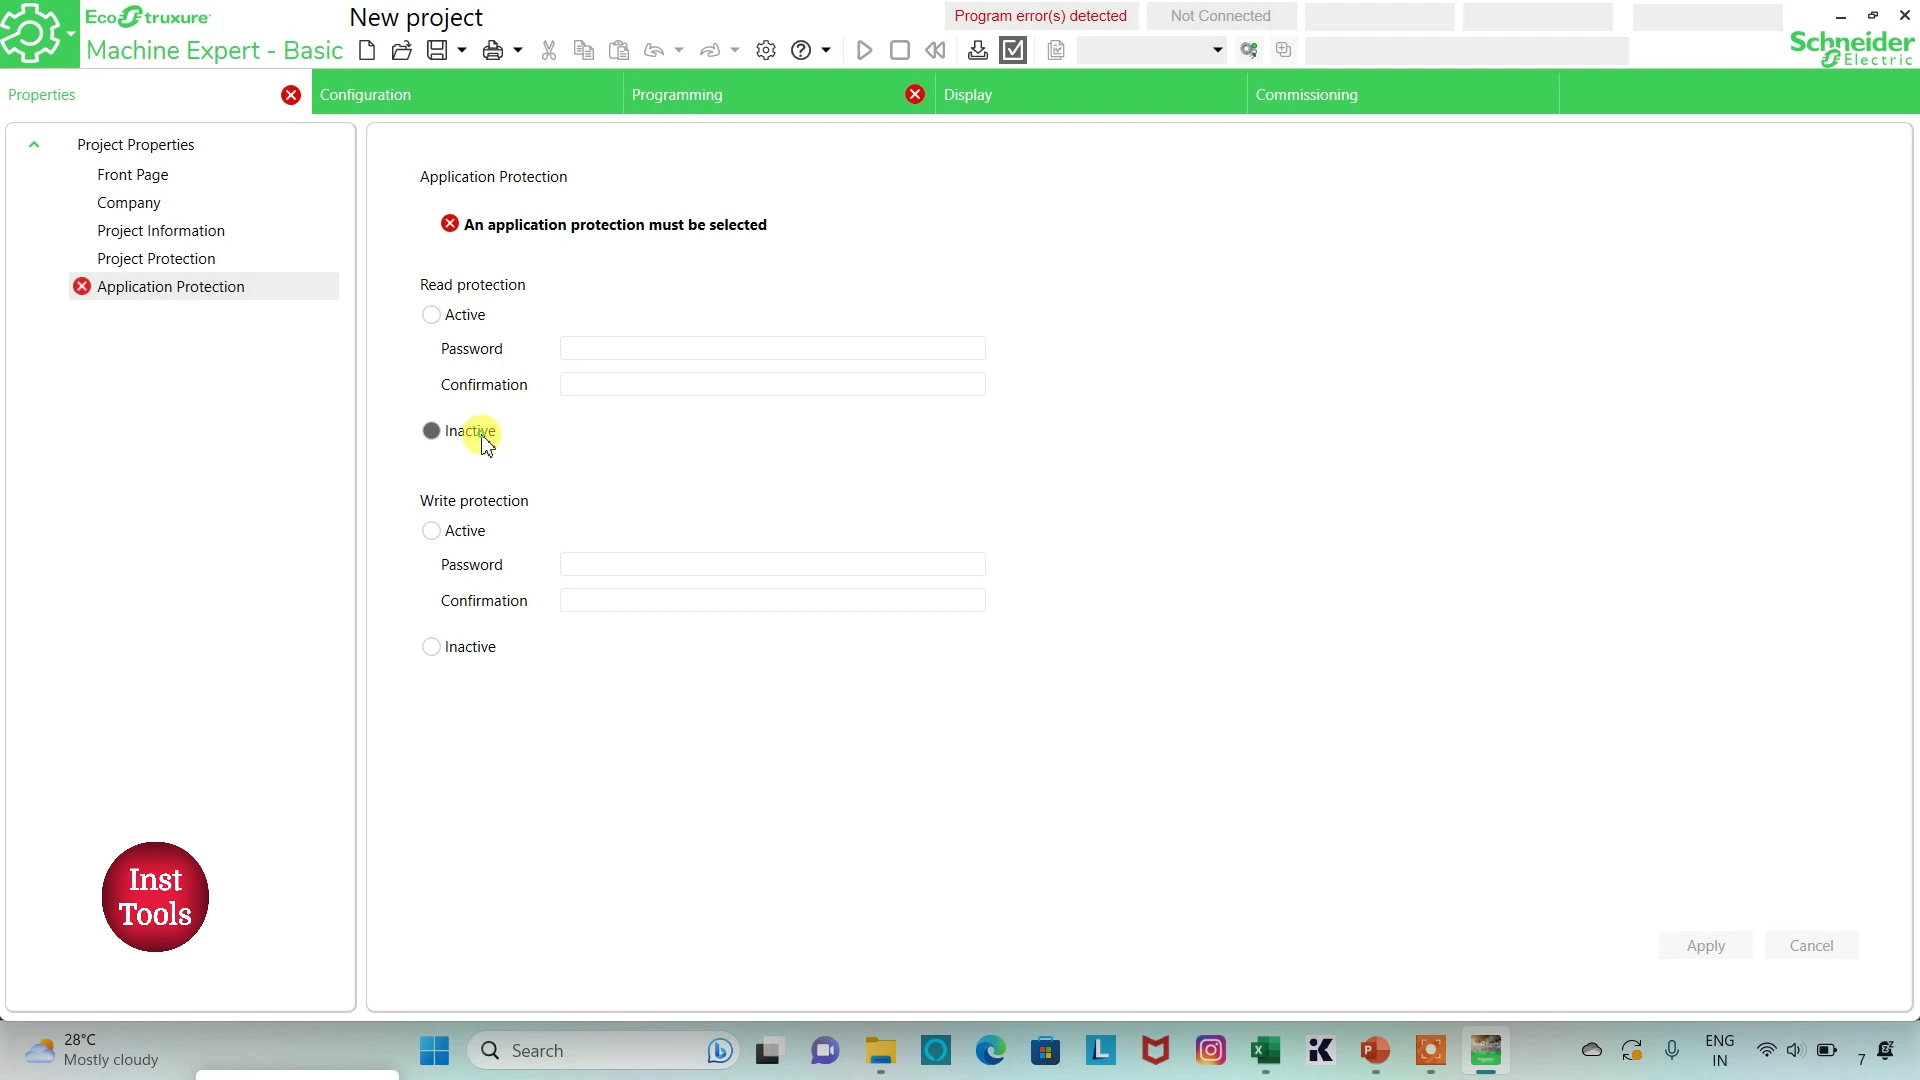 EcoStruxure
Machine Expert - Basic
New project
Program error(s) detected
Not Connected
Schneider
Electric
Properties
Configuration
Programming
Display
Commissioning
Project Properties
Front Page
Company
Project Information
Project Protection
Application Protection
Application Protection
An application protection must be selected
Read protection
Active
Password
Confirmation
Inactive
Write protection
Active
Password
Confirmation
Inactive
Inst
Tools
Apply
Cancel
28°C
Mostly cloudy
Search
ENG
IN
7